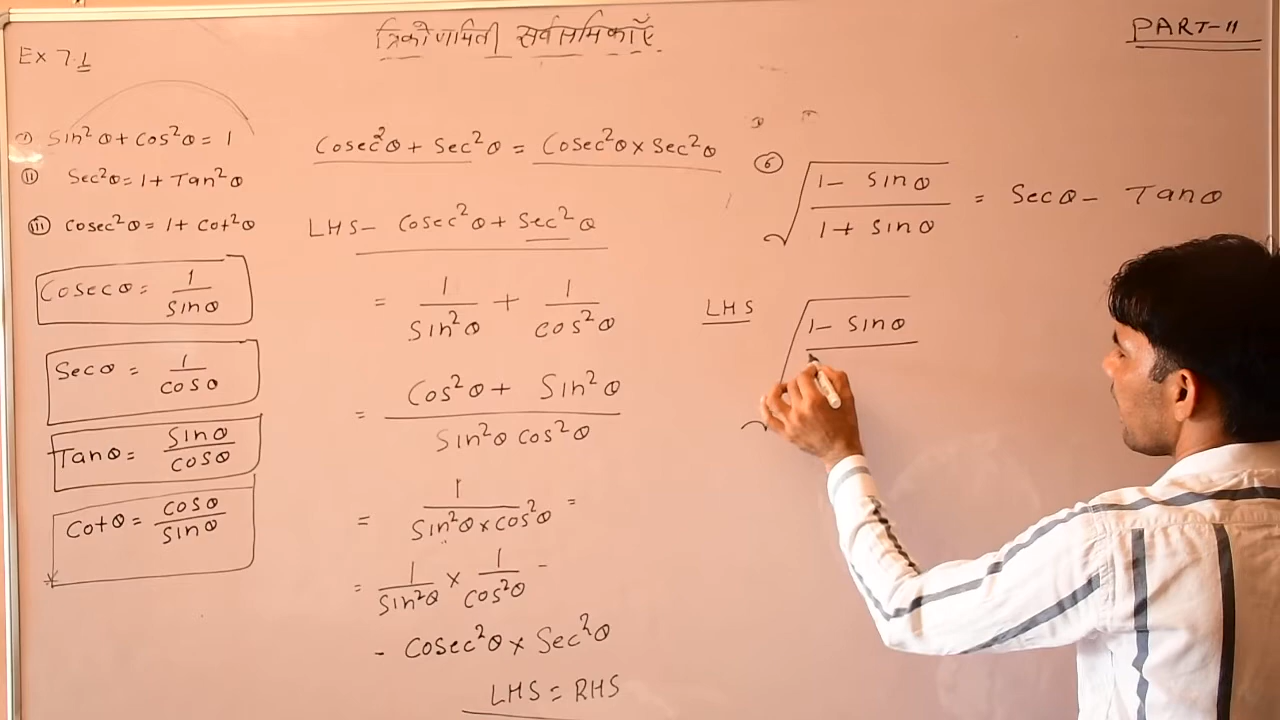 त्रिकोणमिती सर्वसमिकाएँ
PART-11
Ex 7.1
(i) Sin²θ + Cos²θ = 1
(ii) Sec²θ = 1 + Tan²θ
(iii) Cosec²θ = 1 + Cot²θ
Cosecθ = 1/Sinθ
Secθ = 1/Cosθ
Tanθ = Sinθ/Cosθ
Cotθ = Cosθ/Sinθ
Cosec²θ + Sec²θ = Cosec²θ × Sec²θ
LHS – Cosec²θ + Sec²θ
= 1/Sin²θ + 1/Cos²θ
= Cos²θ + Sin²θ / Sin²θ Cos²θ
= 1/Sin²θ × Cos²θ =
= 1/Sin²θ × 1/Cos²θ –
- Cosec²θ × Sec²θ
LHS = RHS
(6) √(1 - Sinθ / 1 + Sinθ) = Secθ – Tanθ
LHS √(1 - Sinθ